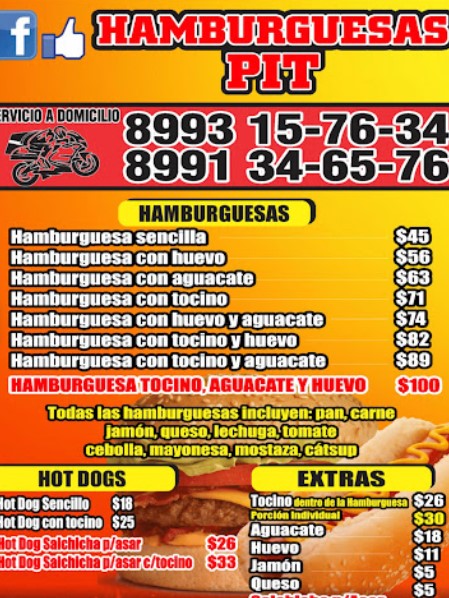 f
HAMBURGUESAS
PIT
SERVICIO A DOMICILIO
8993 15-76-34
8991 34-65-76
HAMBURGUESAS
Hamburguesa sencilla $45
Hamburguesa con huevo $56
Hamburguesa con aguacate $63
Hamburguesa con tocino $71
Hamburguesa con huevo y aguacate $74
Hamburguesa con tocino y huevo $82
Hamburguesa con tocino y aguacate $89
HAMBURGUESA TOCINO, AGUACATE Y HUEVO $100
Todas las hamburguesas incluyen: pan, carne
jamón, queso, lechuga, tomate
cebolla, mayonesa, mostaza, cátsup
HOT DOGS
Hot Dog Sencillo $18
Hot Dog con tocino $25
Hot Dog Salchicha p/asar $26
Hot Dog Salchicha p/asar c/tocino $33
EXTRAS
Tocino dentro de la Hamburguesa $26
Porción Individual $30
Aguacate $18
Huevo $11
Jamón $5
Queso $5